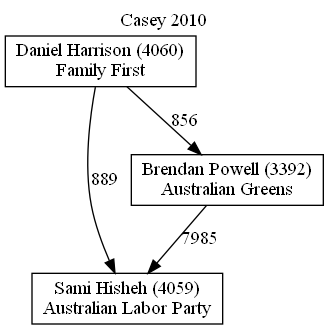 Casey 2010
Daniel Harrison (4060)
Family First
856
889
Brendan Powell (3392)
Australian Greens
7985
Sami Hisheh (4059)
Australian Labor Party